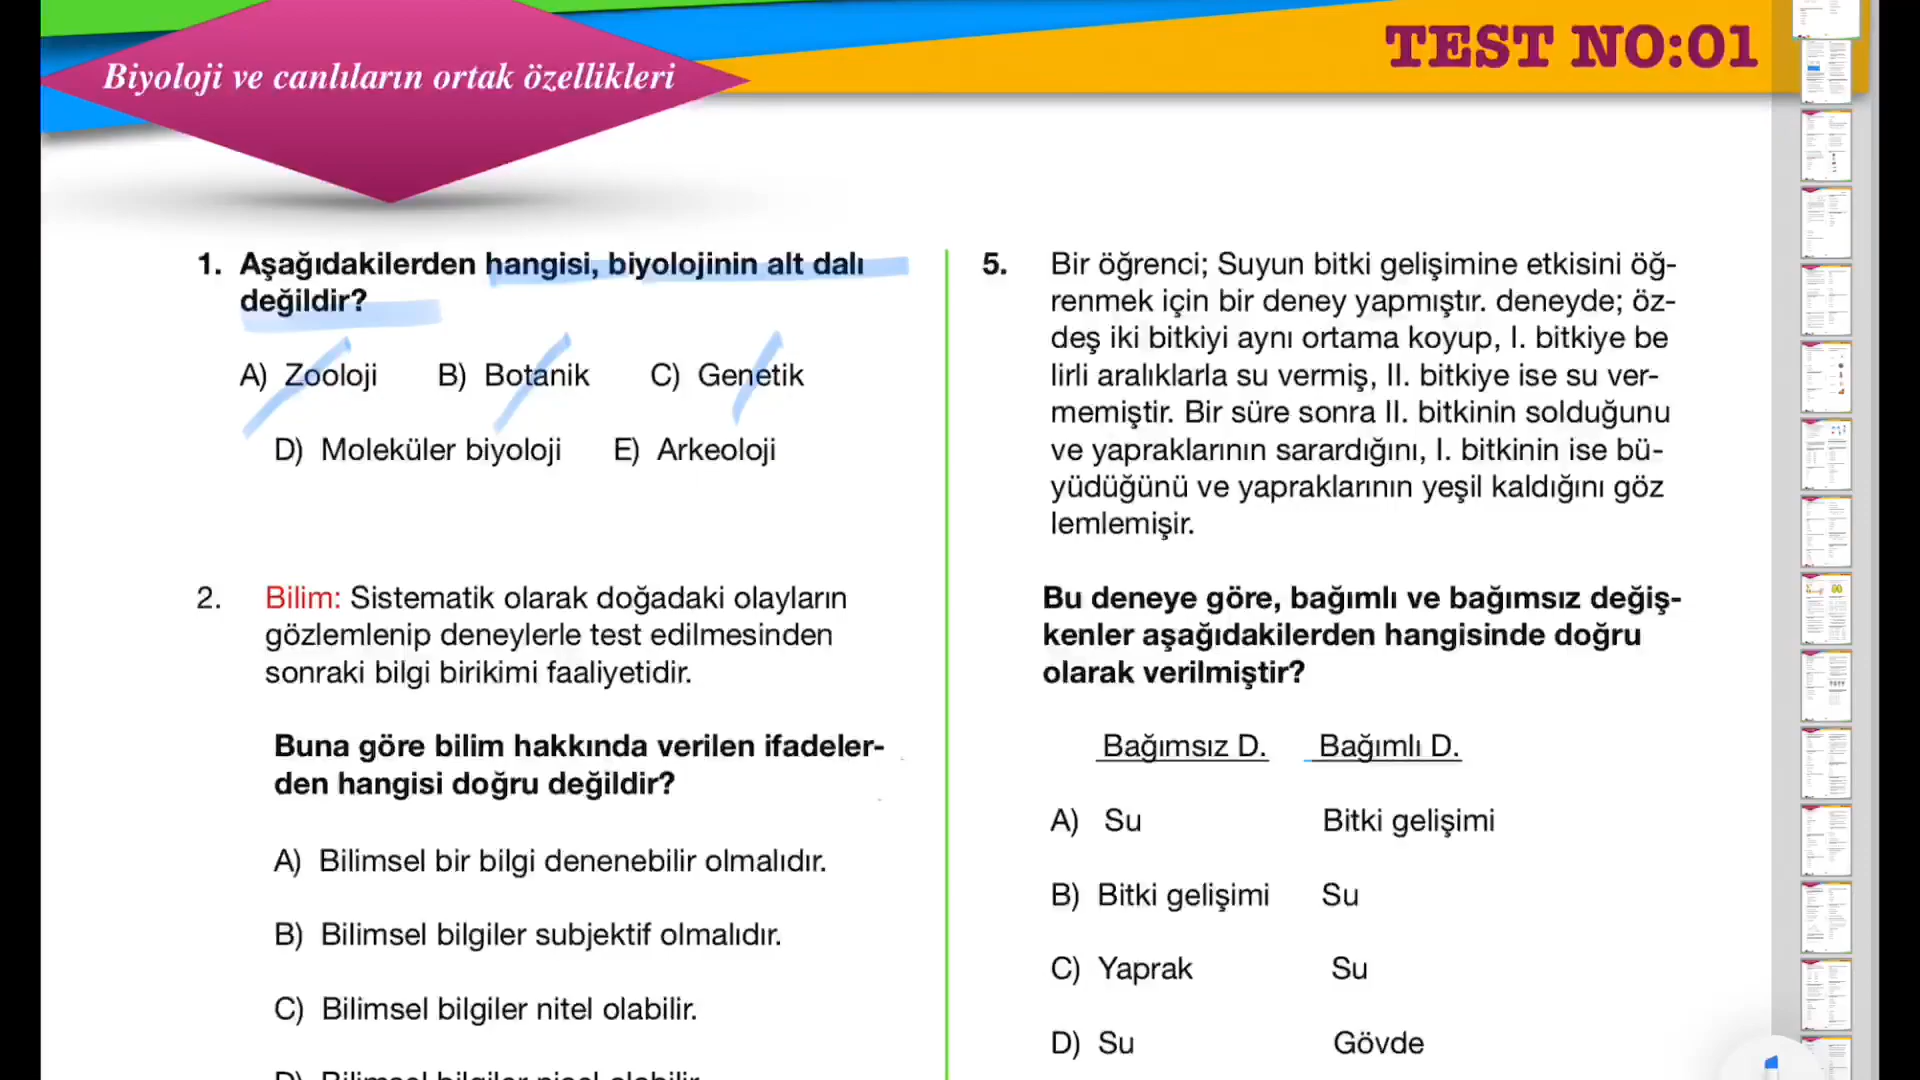 Biyoloji ve canlıların ortak özellikleri
TEST NO:01
1. Aşağıdakilerden hangisi, biyolojinin alt dalı
değildir?
A) Zooloji B) Botanik C) Genetik
D) Moleküler biyoloji E) Arkeoloji
2. Bilim: Sistematik olarak doğadaki olayların
gözlemlenip deneylerle test edilmesinden
sonraki bilgi birikimi faaliyetidir.
Buna göre bilim hakkında verilen ifadeler-
den hangisi doğru değildir?
A) Bilimsel bir bilgi denenebilir olmalıdır.
B) Bilimsel bilgiler subjektif olmalıdır.
C) Bilimsel bilgiler nitel olabilir.
D) Bilimsel bilgiler nicel olabilir.
5. Bir öğrenci; Suyun bitki gelişimine etkisini öğ-
renmek için bir deney yapmıştır. deneyde; öz-
deş iki bitkiyi aynı ortama koyup, I. bitkiye be
lirli aralıklarla su vermiş, II. bitkiye ise su ver-
memiştir. Bir süre sonra II. bitkinin solduğunu
ve yapraklarının sarardığını, I. bitkinin ise bü-
yüdüğünü ve yapraklarının yeşil kaldığını göz
lemlemişir.
Bu deneye göre, bağımlı ve bağımsız değiş-
kenler aşağıdakilerden hangisinde doğru
olarak verilmiştir?
Bağımsız D. Bağımlı D.
A) Su Bitki gelişimi
B) Bitki gelişimi Su
C) Yaprak Su
D) Su Gövde